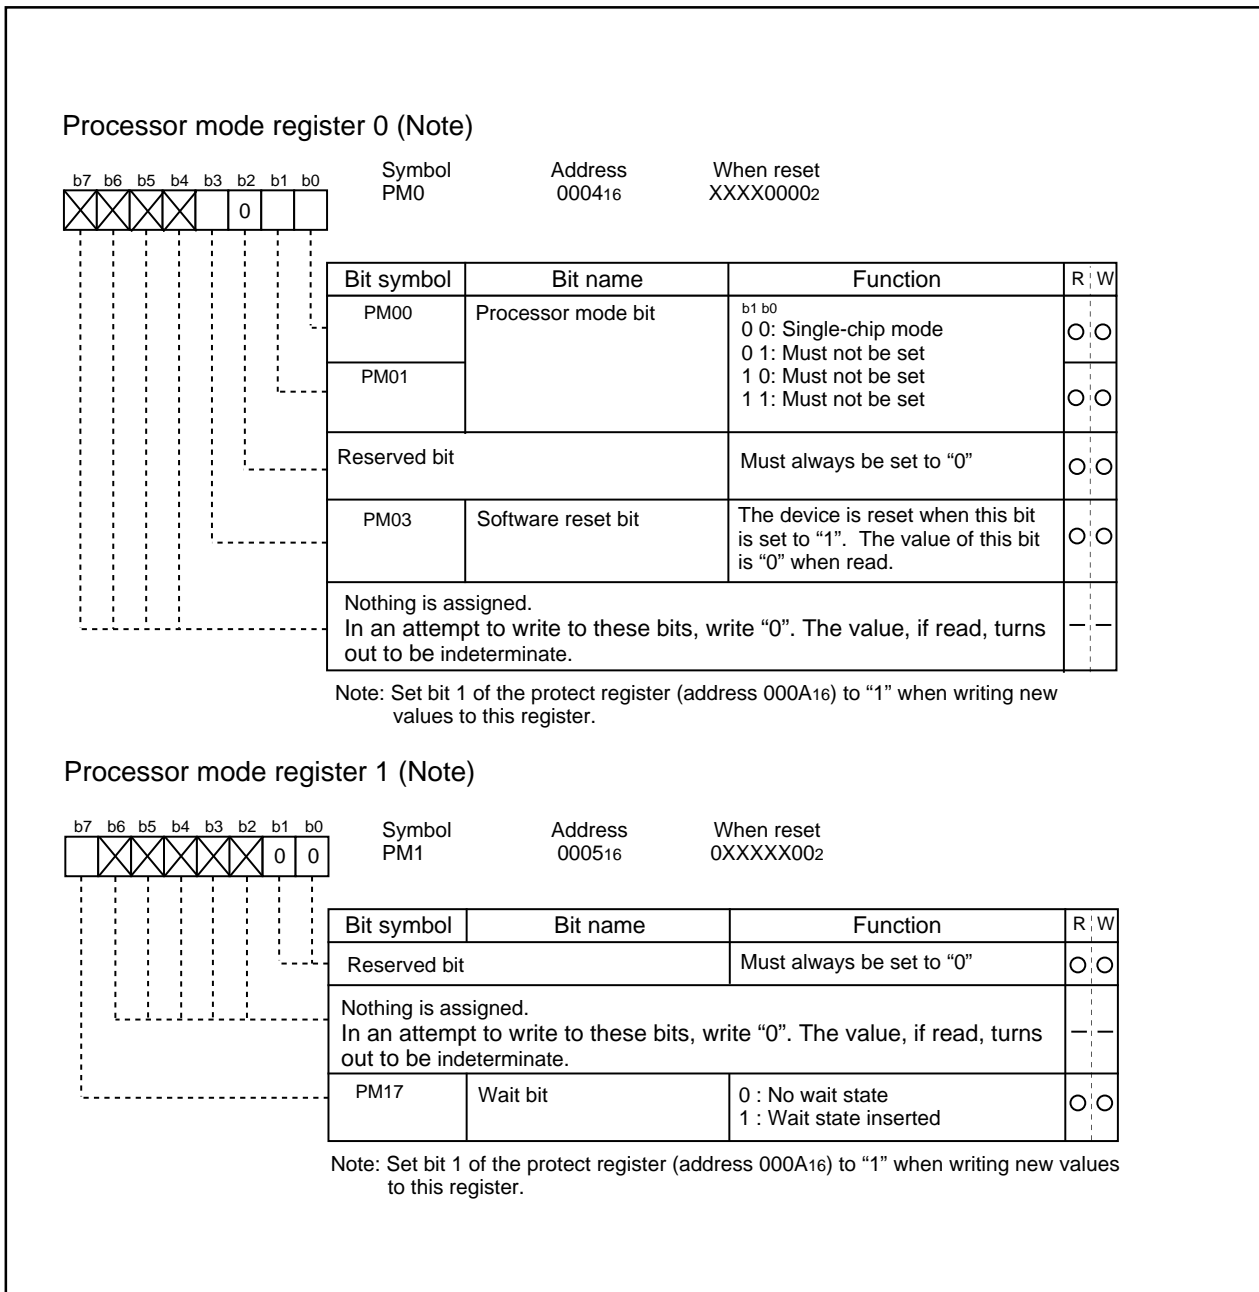 Processor mode register 0 (Note)
Symbol Address When reset
b7 b6 b5 b4 b3 b2 b1 b0
PM0 000416 XXXX00002
0
Bit symbol Bit name Function R W
PM00 Processor mode bit b1 b0
0 0: Single-chip mode
0 1: Must not be set
PM01 1 0: Must not be set
1 1: Must not be set
Reserved bit Must always be set to “0”
PM03 Software reset bit The device is reset when this bit
is set to “1”. The value of this bit
is “0” when read.
Nothing is assigned.
In an attempt to write to these bits, write “0”. The value, if read, turns
out to be indeterminate.
Note: Set bit 1 of the protect register (address 000A16) to “1” when writing new
values to this register.
Processor mode register 1 (Note)
b7 b6 b5 b4 b3 b2 b1 b0
Symbol Address When reset
PM1 000516 0XXXXX002
0 0
Bit symbol Bit name Function R W
Reserved bit Must always be set to “0”
Nothing is assigned.
In an attempt to write to these bits, write “0”. The value, if read, turns
out to be indeterminate.
PM17 Wait bit 0 : No wait state
1 : Wait state inserted
Note: Set bit 1 of the protect register (address 000A16) to “1” when writing new values
to this register.